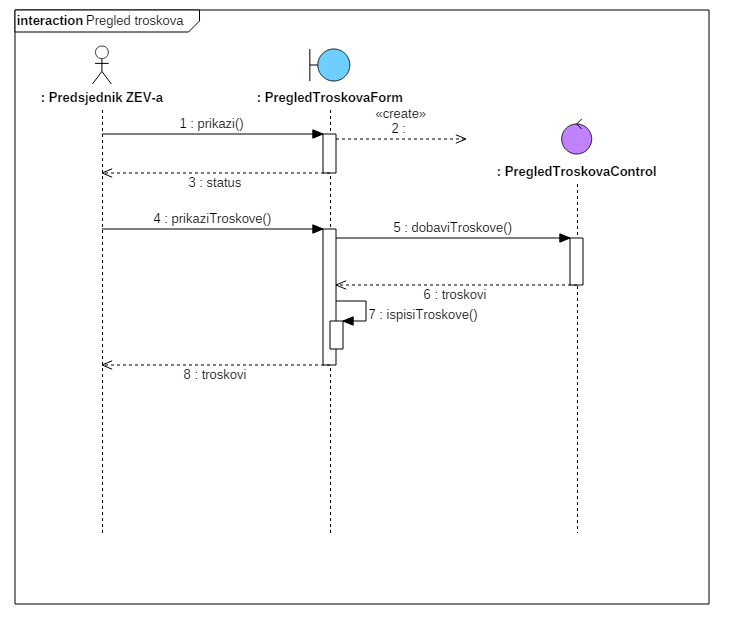 interaction Pregled troskova
: Predsjednik ZEV-a
: PregledTroskovaForm
«create»
1 : prikazi()
2 :
: PregledTroskovaControl
3 : status
4 : prikaziTroskove()
5 : dobaviTroskove()
6 : troskovi
7 : ispisiTroskove()
8 : troskovi